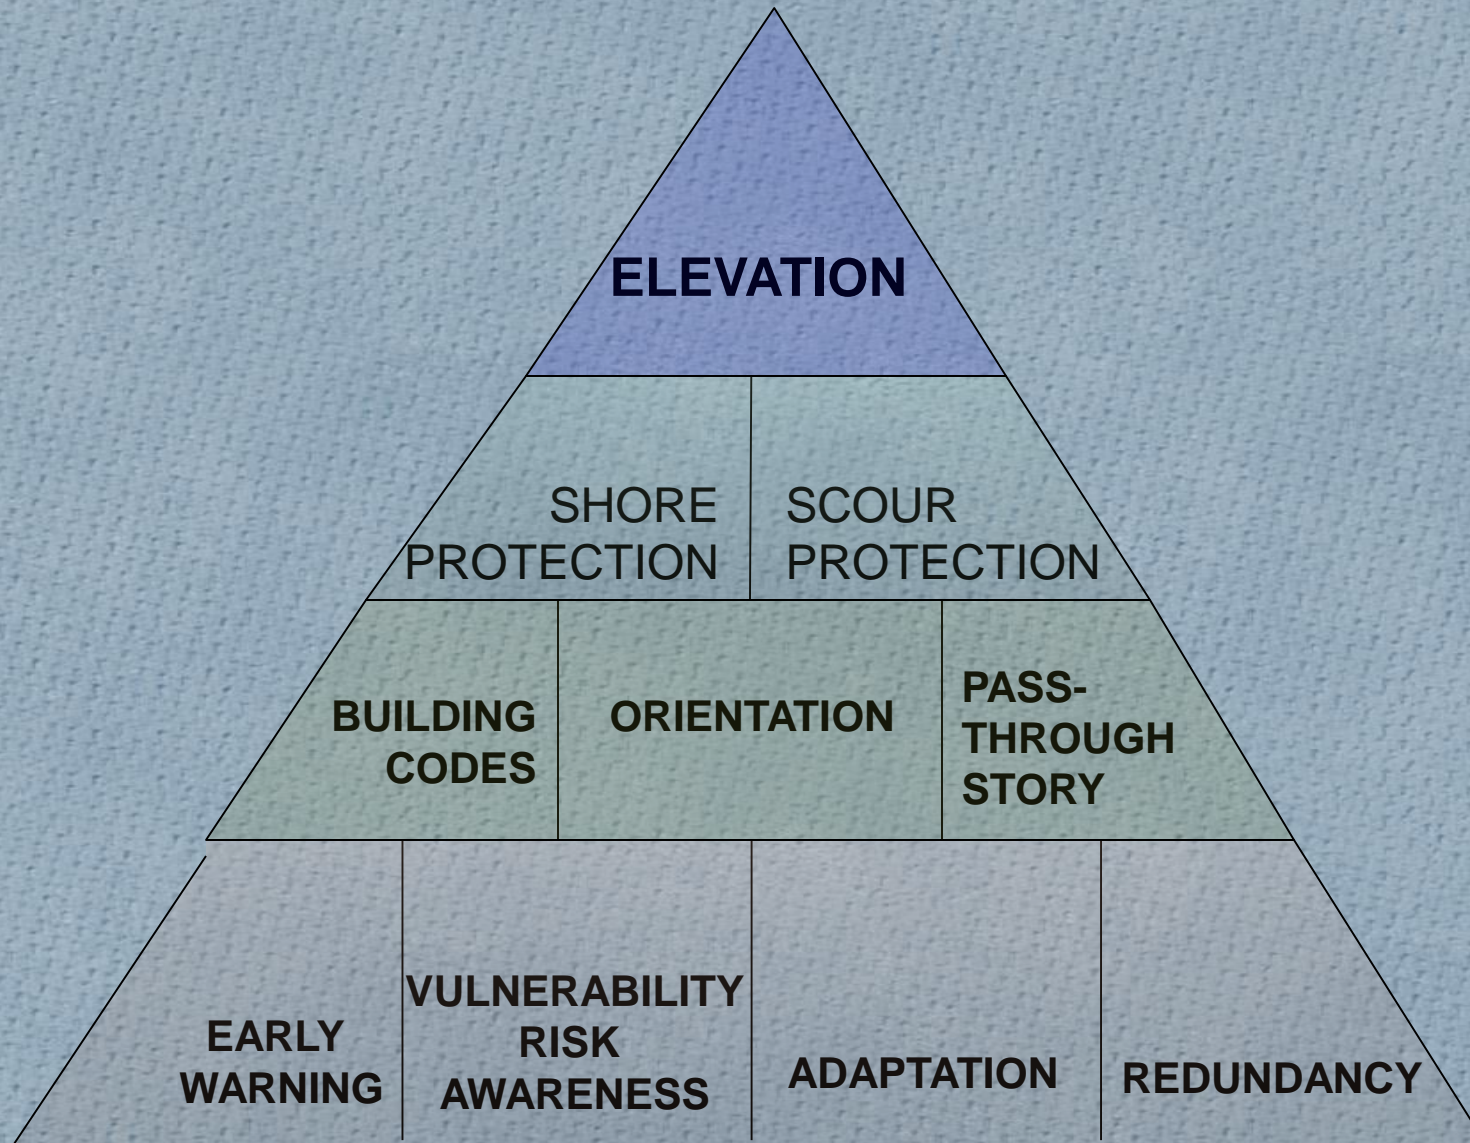 ELEVATION
SHORE
PROTECTION
SCOUR
PROTECTION
BUILDING
CODES
ORIENTATION
PASS-
THROUGH
STORY
EARLY
WARNING
VULNERABILITY
RISK
AWARENESS
ADAPTATION
REDUNDANCY